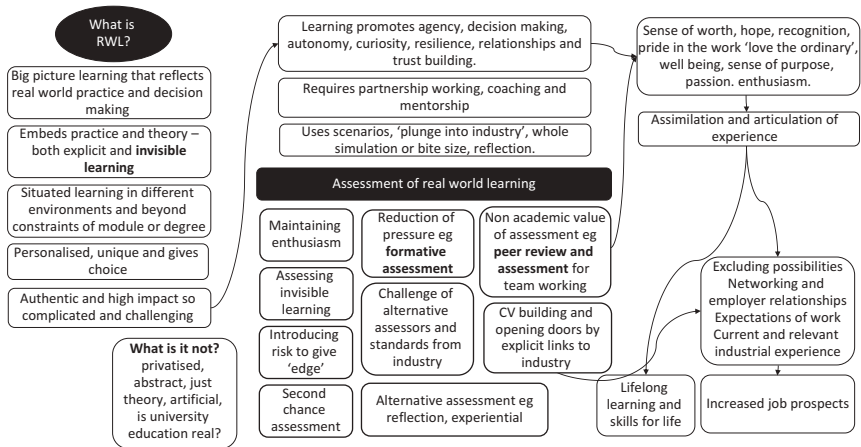 What is
RWL?
Big picture learning that reflects
real world practice and decision
making
Embeds practice and theory –
both explicit and invisible
learning
Situated learning in different
environments and beyond
constraints of module or degree
Personalised, unique and gives
choice
Authentic and high impact so
complicated and challenging
What is it not?
privatised,
abstract, just
theory, artificial,
is university
education real?
Learning promotes agency, decision making,
autonomy, curiosity, resilience, relationships and
trust building.
Requires partnership working, coaching and
mentorship
Uses scenarios, ‘plunge into industry’, whole
simulation or bite size, reflection.
Assessment of real world learning
Maintaining
enthusiasm
Assessing
invisible
learning
Introducing
risk to give
‘edge’
Second
chance
assessment
Reduction of
pressure eg
formative
assessment
Challenge of
alternative
assessors and
standards from
industry
Alternative assessment eg
reflection, experiential
Non academic value
of assessment eg
peer review and
assessment for
team working
CV building and
opening doors by
explicit links to
industry
Sense of worth, hope, recognition,
pride in the work ‘love the ordinary’,
well being, sense of purpose,
passion. enthusiasm.
Assimilation and articulation of
experience
Excluding possibilities
Networking and
employer relationships
Expectations of work
Current and relevant
industrial experience
Lifelong
learning and
skills for life
Increased job prospects